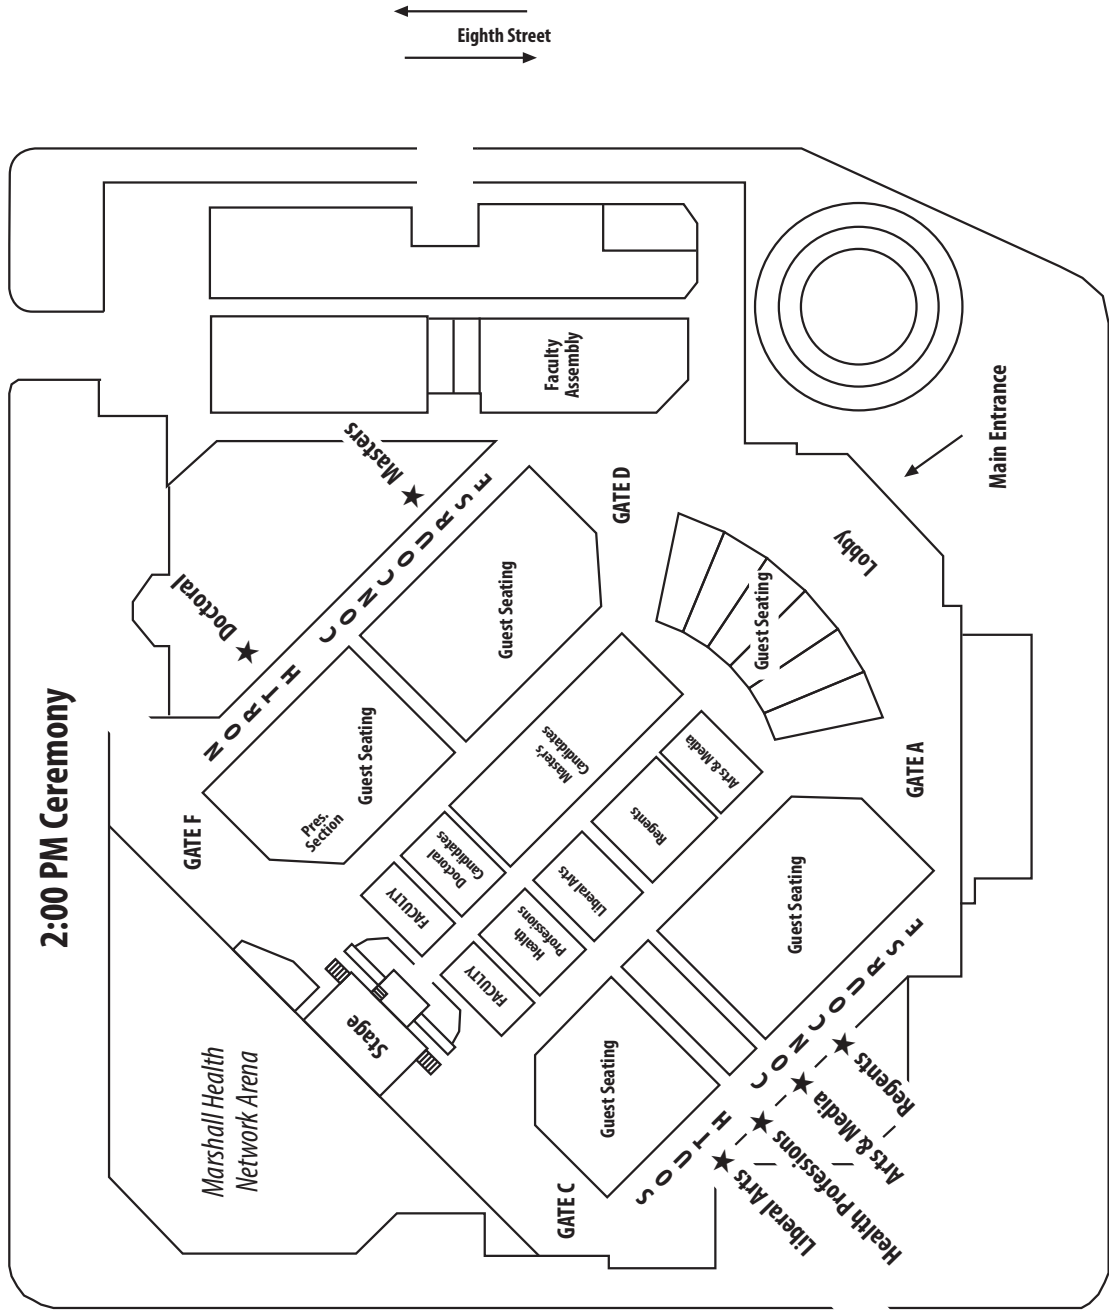 Eighth Street
2:00 PM Ceremony
Faculty
Assembly
Masters
Doctoral
NORTH CONCOURSE
GATE D
Main Entrance
Lobby
Guest Seating
Guest Seating
Guest Seating
Pres.
Section
GATE F
Master's
Candidates
Doctoral
Candidates
FACULTY
Arts & Media
Regents
Liberal Arts
Health
Professions
FACULTY
GATE A
Stage
Guest Seating
Guest Seating
Marshall Health
Network Arena
GATE C
SOUTH CONCOURSE
Regents
Arts & Media
Health Professions
Liberal Arts